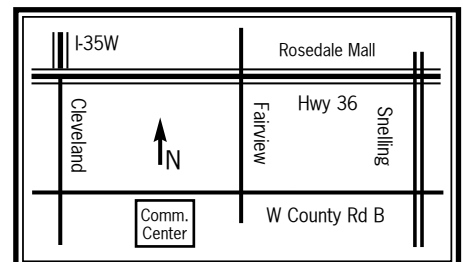 I-35W
Rosedale Mall
Hwy 36
Cleveland
Fairview
Snelling
N
Comm.
Center
W County Rd B